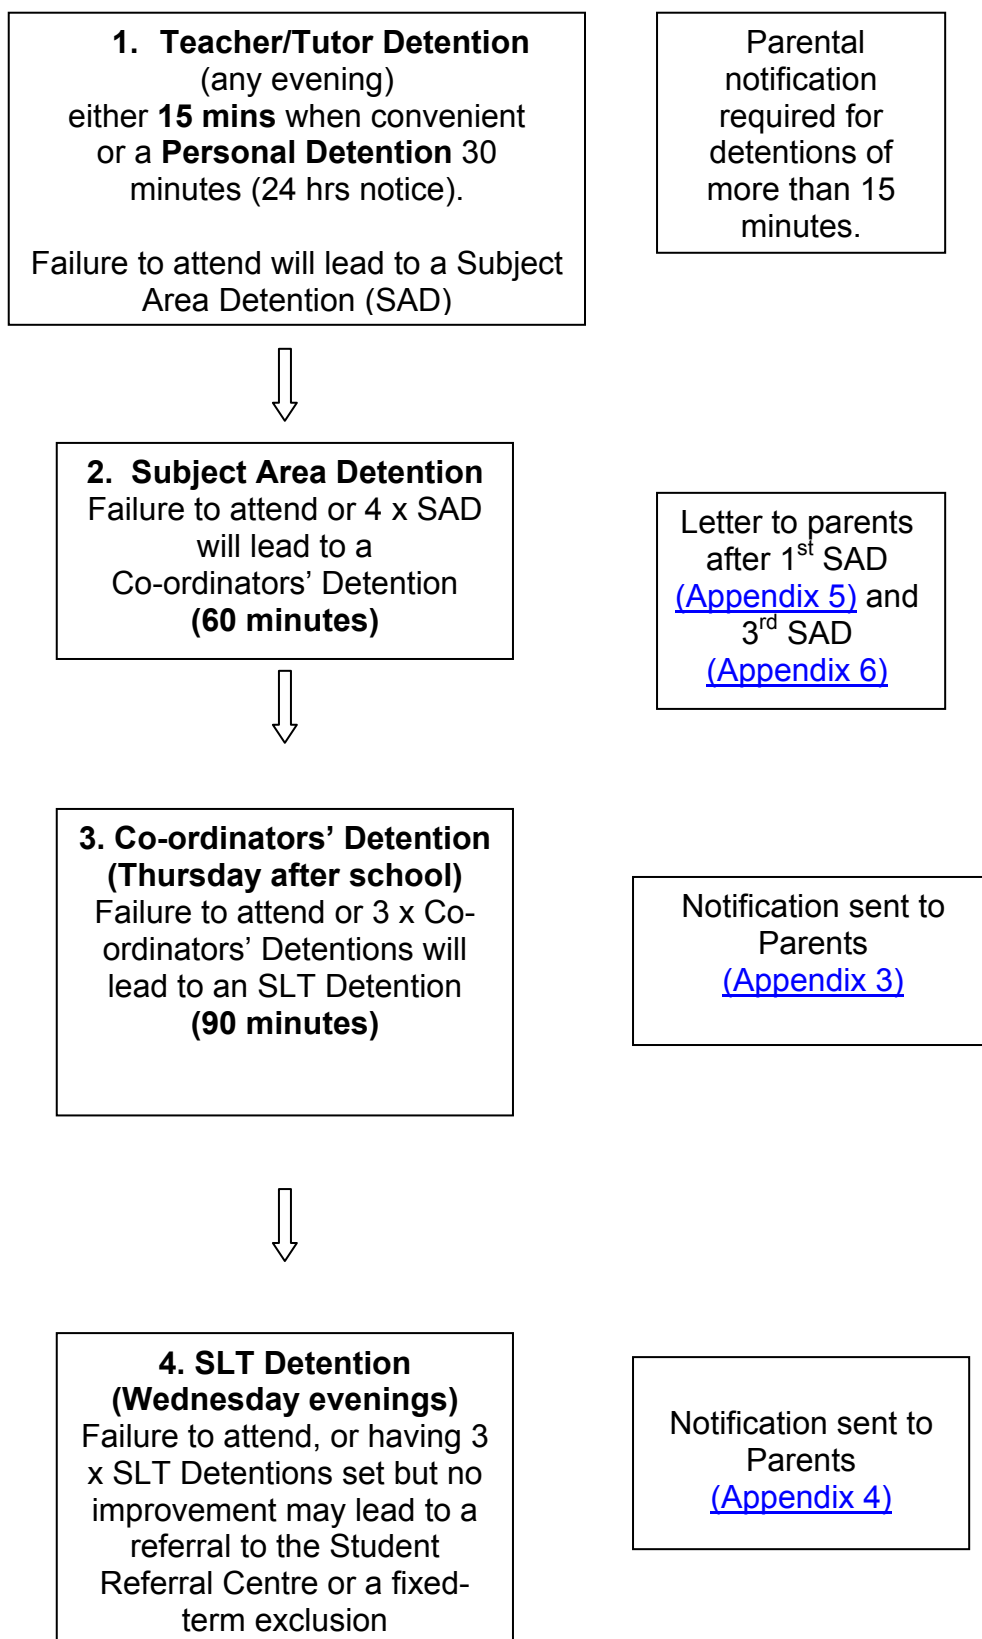 1. Teacher/Tutor Detention
(any evening)
either 15 mins when convenient
or a Personal Detention 30
minutes (24 hrs notice).
Failure to attend will lead to a Subject
Area Detention (SAD)
Parental
notification
required for
detentions of
more than 15
minutes.
2. Subject Area Detention
Failure to attend or 4 x SAD
will lead to a
Co-ordinators’ Detention
(60 minutes)
Letter to parents
after 1st SAD
(Appendix 5) and
3rd SAD
(Appendix 6)
3. Co-ordinators’ Detention
(Thursday after school)
Failure to attend or 3 x Co-
ordinators’ Detentions will
lead to an SLT Detention
(90 minutes)
Notification sent to
Parents
(Appendix 3)
4. SLT Detention
(Wednesday evenings)
Failure to attend, or having 3
x SLT Detentions set but no
improvement may lead to a
referral to the Student
Referral Centre or a fixed-
term exclusion
Notification sent to
Parents
(Appendix 4)